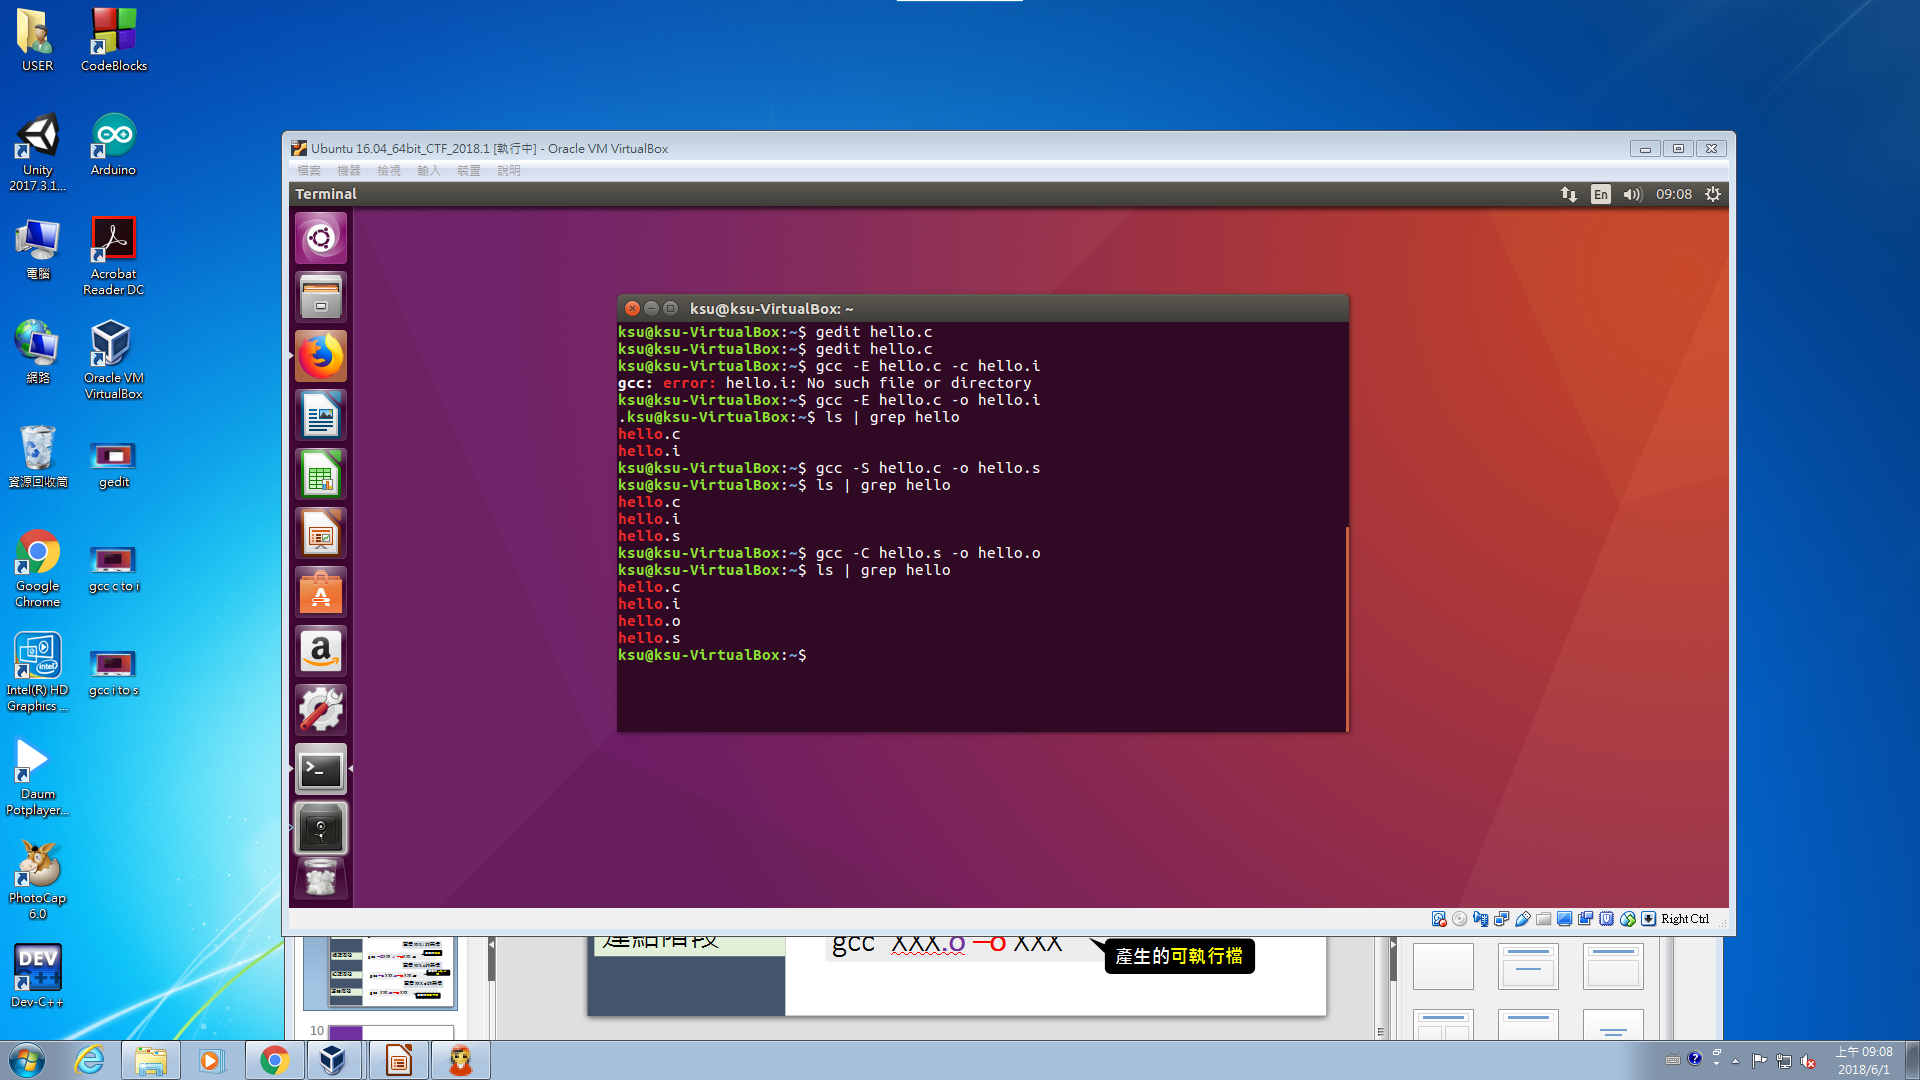 USER
CodeBlocks
Unity
2017.3.1...
Arduino
電腦
Acrobat
Reader DC
網路
Oracle VM
VirtualBox
資源回收筒
gedit
Google
Chrome
gcc c to i
Intel(R) HD
Graphics ...
gcc i to s
Daum
Potplayer...
PhotoCap
6.0
DEV
C++
Dev-C++
Ubuntu 16.04_64bit_CTF_2018.1 [執行中] - Oracle VM VirtualBox
檔案 機器 檢視 輸入 裝置 說明
Terminal
En
09:08
ksu@ksu-VirtualBox: ~
ksu@ksu-VirtualBox:~$ gedit hello.c
ksu@ksu-VirtualBox:~$ gedit hello.c
ksu@ksu-VirtualBox:~$ gcc -E hello.c -c hello.i
gcc: error: hello.i: No such file or directory
ksu@ksu-VirtualBox:~$ gcc -E hello.c -o hello.i
.ksu@ksu-VirtualBox:~$ ls | grep hello
hello.c
hello.i
ksu@ksu-VirtualBox:~$ gcc -S hello.c -o hello.s
ksu@ksu-VirtualBox:~$ ls | grep hello
hello.c
hello.i
hello.s
ksu@ksu-VirtualBox:~$ gcc -C hello.s -o hello.o
ksu@ksu-VirtualBox:~$ ls | grep hello
hello.c
hello.i
hello.o
hello.s
ksu@ksu-VirtualBox:~$
Right Ctrl
連結階段
gcc XXX.o –o XXX
產生的可執行檔
10
上午 09:08
2018/6/1